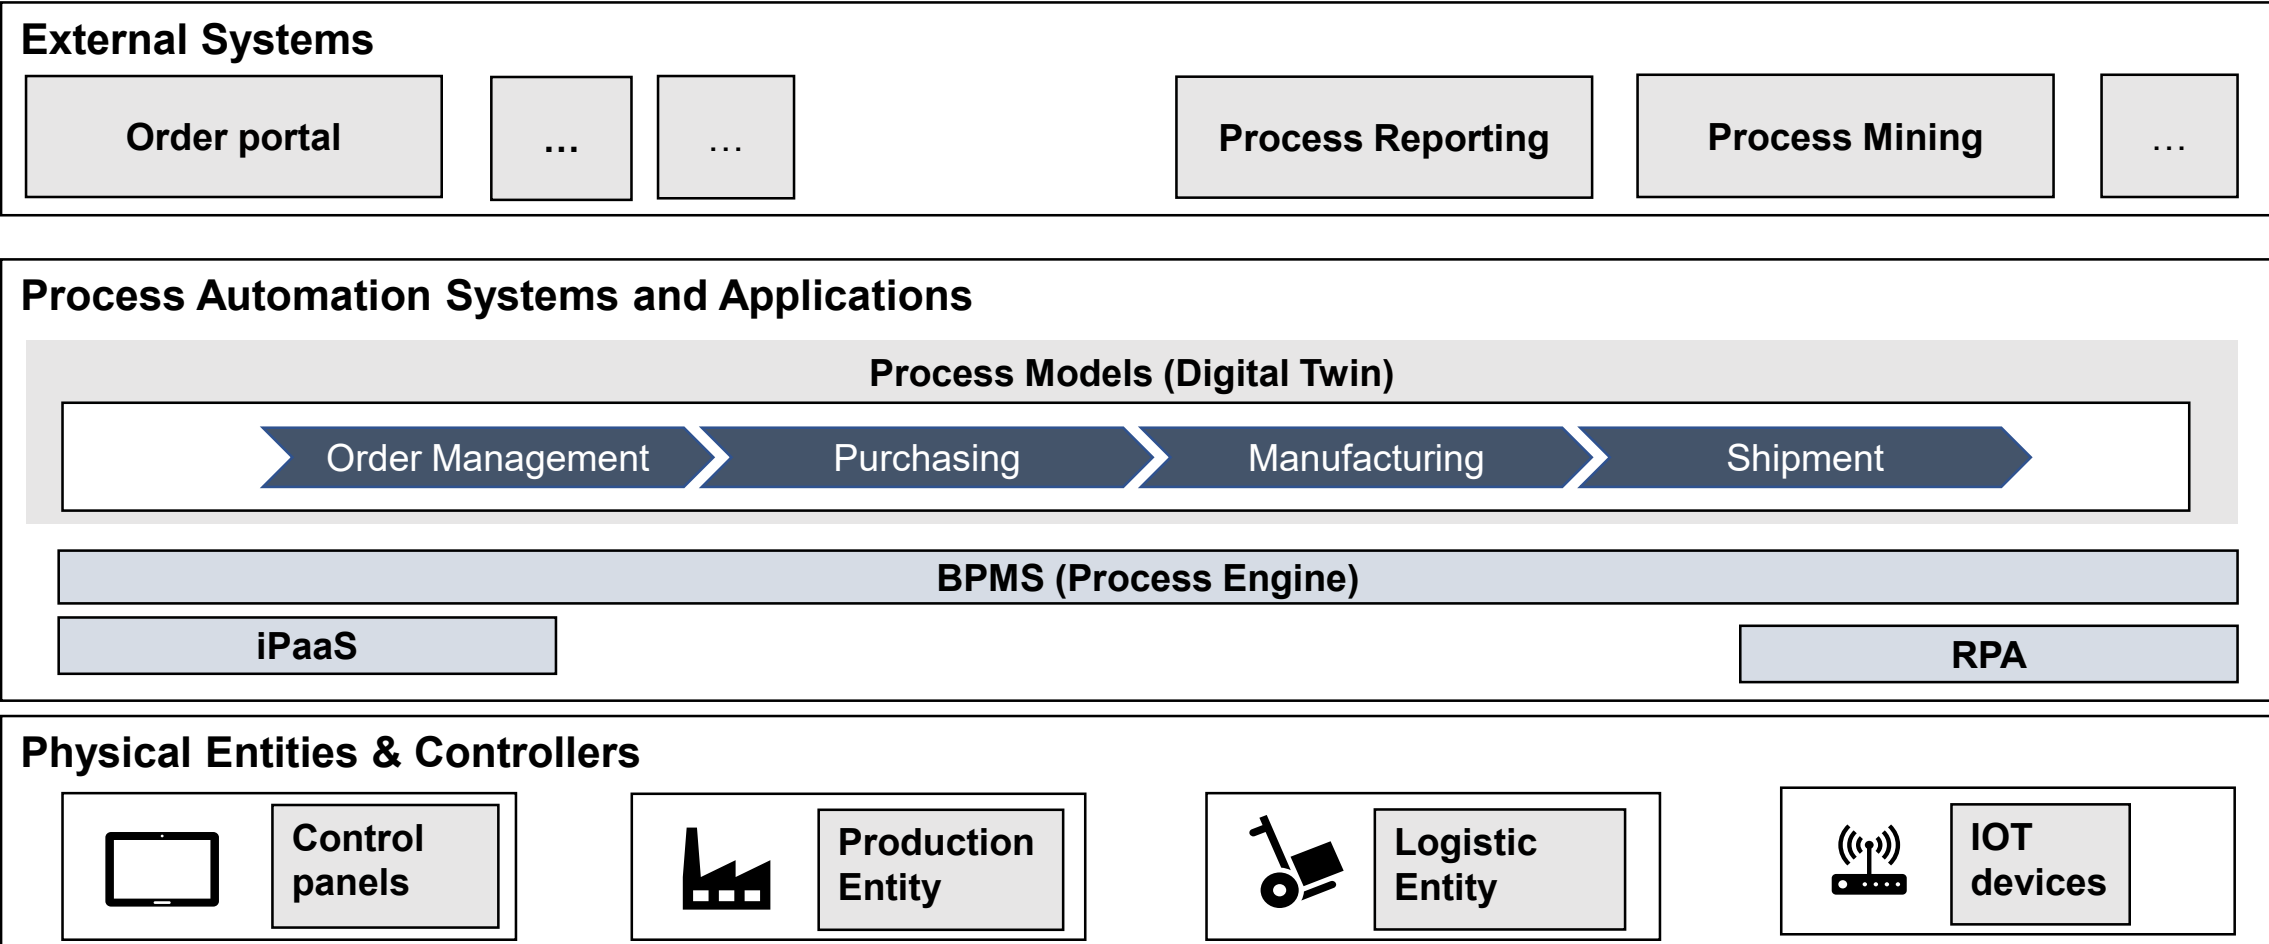 External Systems
Order portal
...
...
Process Reporting
Process Mining
...
Process Automation Systems and Applications
Process Models (Digital Twin)
Order Management
Purchasing
Manufacturing
Shipment
BPMS (Process Engine)
iPaaS
RPA
Physical Entities & Controllers
Control
panels
Production
Entity
Logistic
Entity
IOT
devices